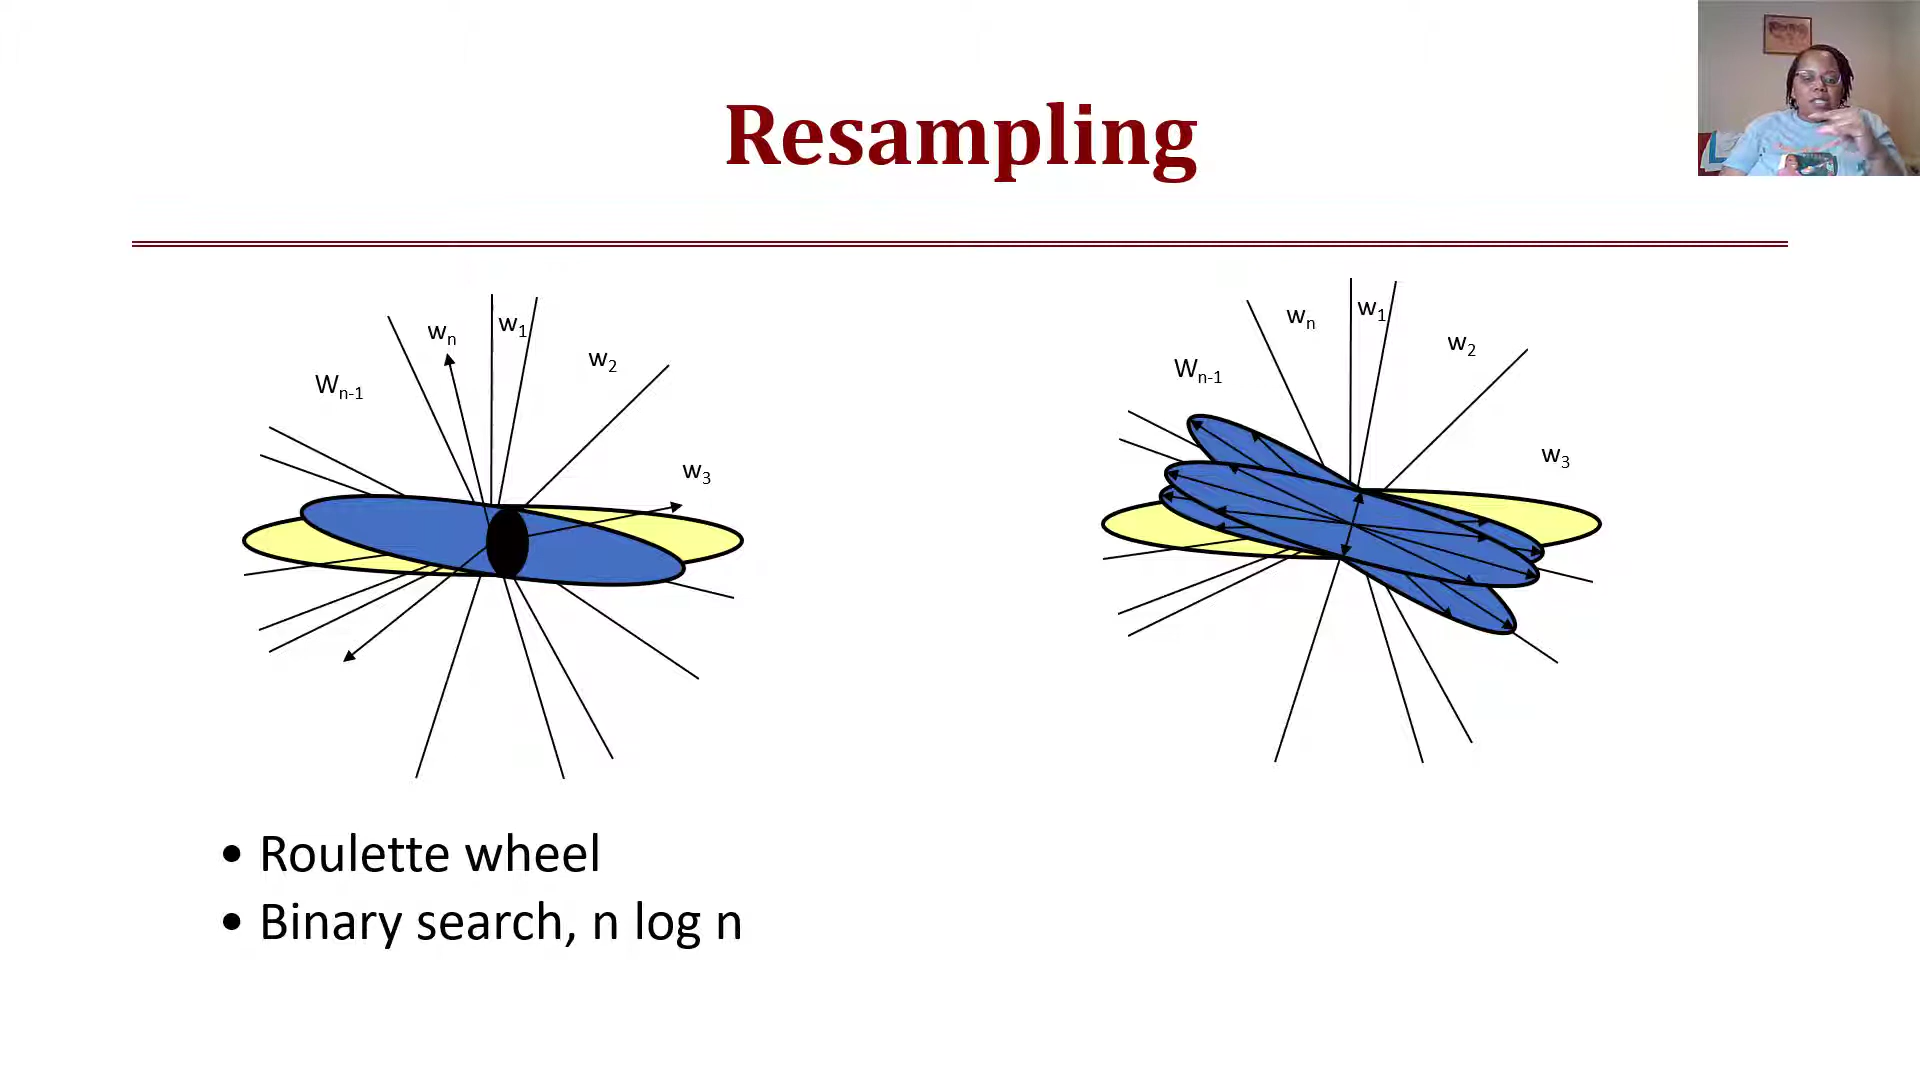 Resampling
wn w1
w2
Wn-1
w3
wn w1
w2
Wn-1
w3
• Roulette wheel
• Binary search, n log n